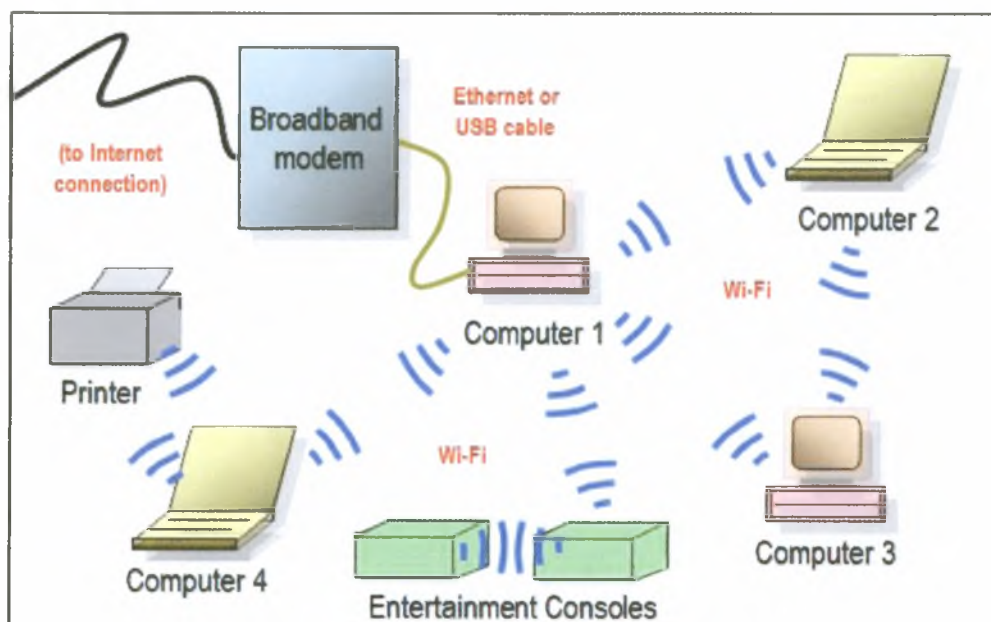 Broadband
modem
Ethernet or
USB cable
(to Internet
connection)
Computer 2
Wi-Fi
Computer 1
Printer
Wi-Fi
Computer 3
Computer 4
Entertainment Consoles